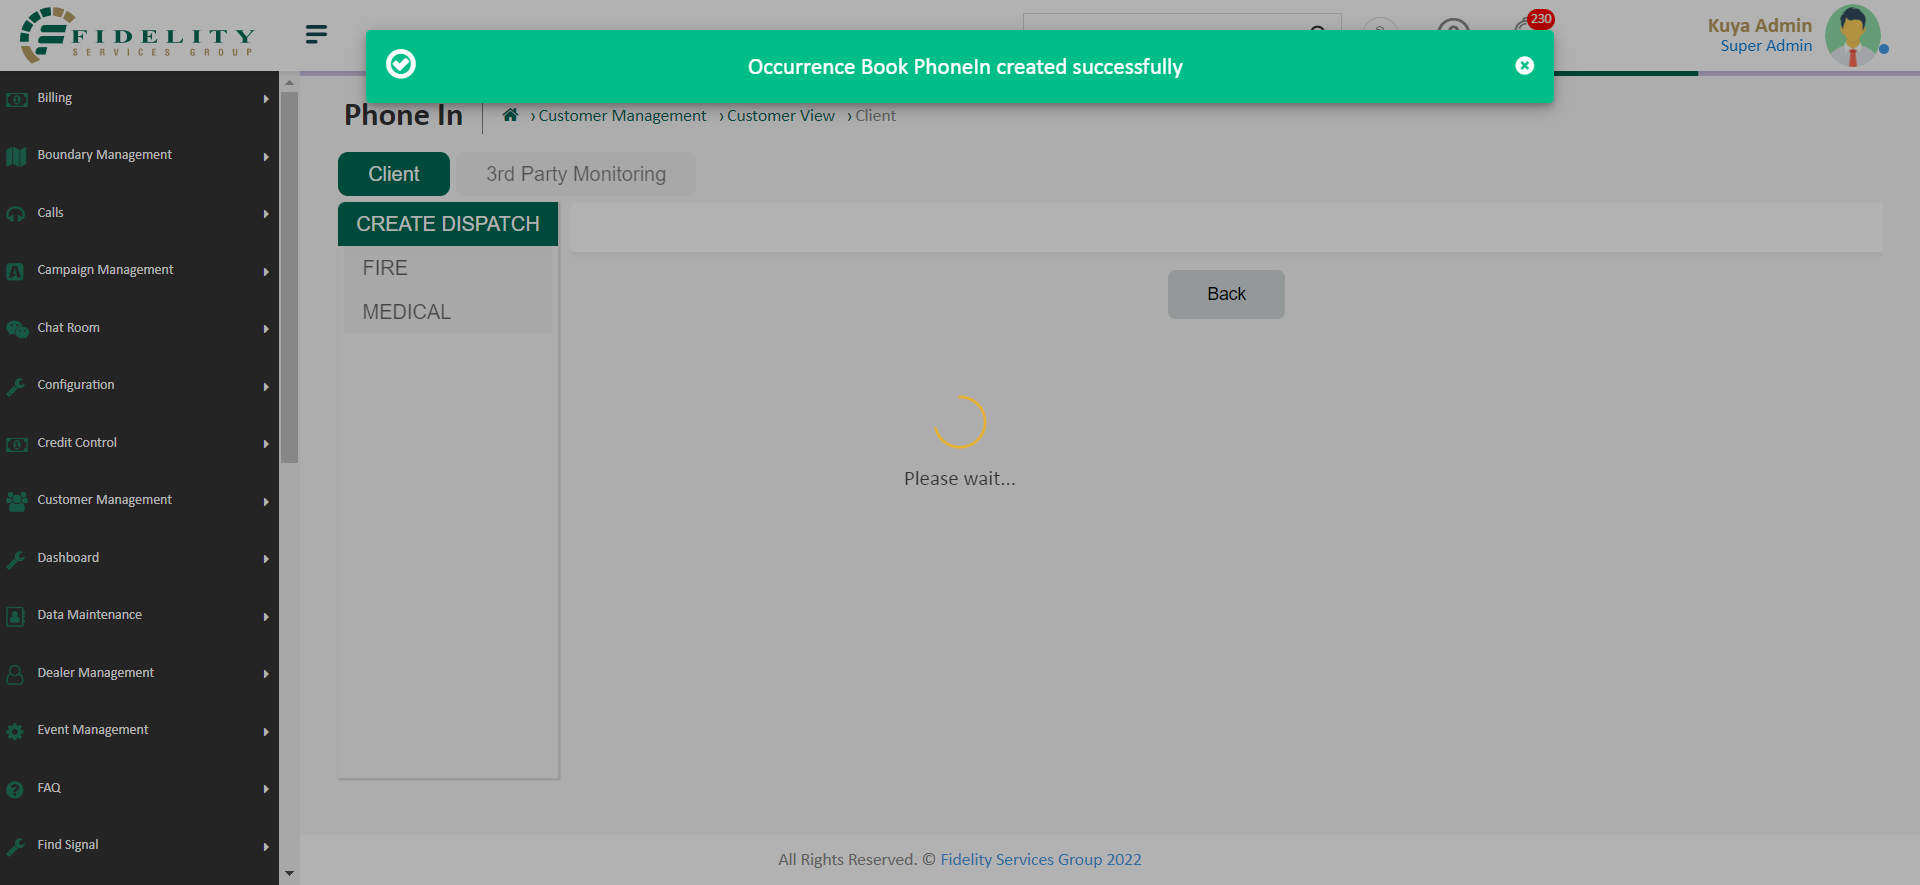 FIDELITY
SERVICES GROUP
230
Kuya Admin
Super Admin
Occurrence Book PhoneIn created successfully
Phone In
› Customer Management › Customer View › Client
Client
3rd Party Monitoring
CREATE DISPATCH
FIRE
MEDICAL
Back
Please wait...
Billing
Boundary Management
Calls
Campaign Management
Chat Room
Configuration
Credit Control
Customer Management
Dashboard
Data Maintenance
Dealer Management
Event Management
FAQ
Find Signal
All Rights Reserved. © Fidelity Services Group 2022